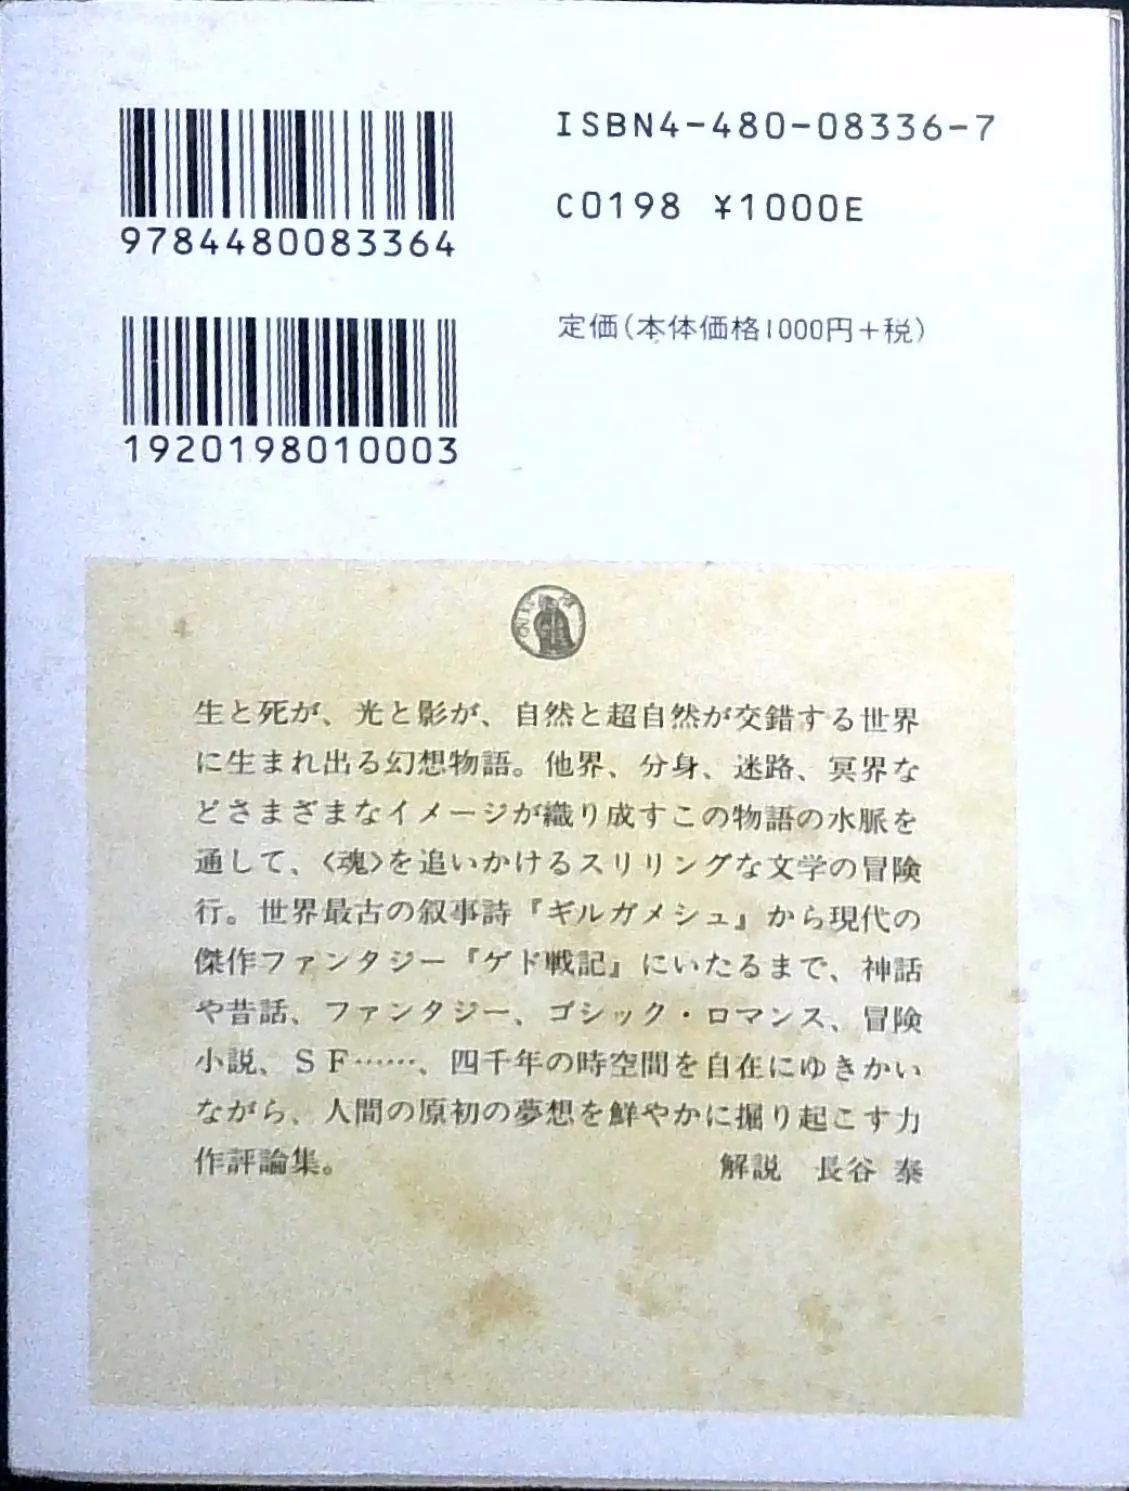 9784480083364
ISBN4-480-08336-7
C0198 ¥1000E
1920198010003
定価(本体価格1000円+税)
生と死が、光と影が、自然と超自然が交錯する世界
に生まれ出る幻想物語。他界、分身、迷路、冥界な
どさまざまなイメージが織り成すこの物語の水脈を
通して、〈魂〉を追いかけるスリリングな文学の冒険
行。世界最古の叙事詩『ギルガメシュ』から現代の
傑作ファンタジー『ゲド戦記』にいたるまで、神話
や昔話、ファンタジー、ゴシック・ロマンス、冒険
小説、SF……、四千年の時空間を自在にゆきかい
ながら、人間の原初の夢想を鮮やかに掘り起こす力
作評論集。 解説 長谷 泰